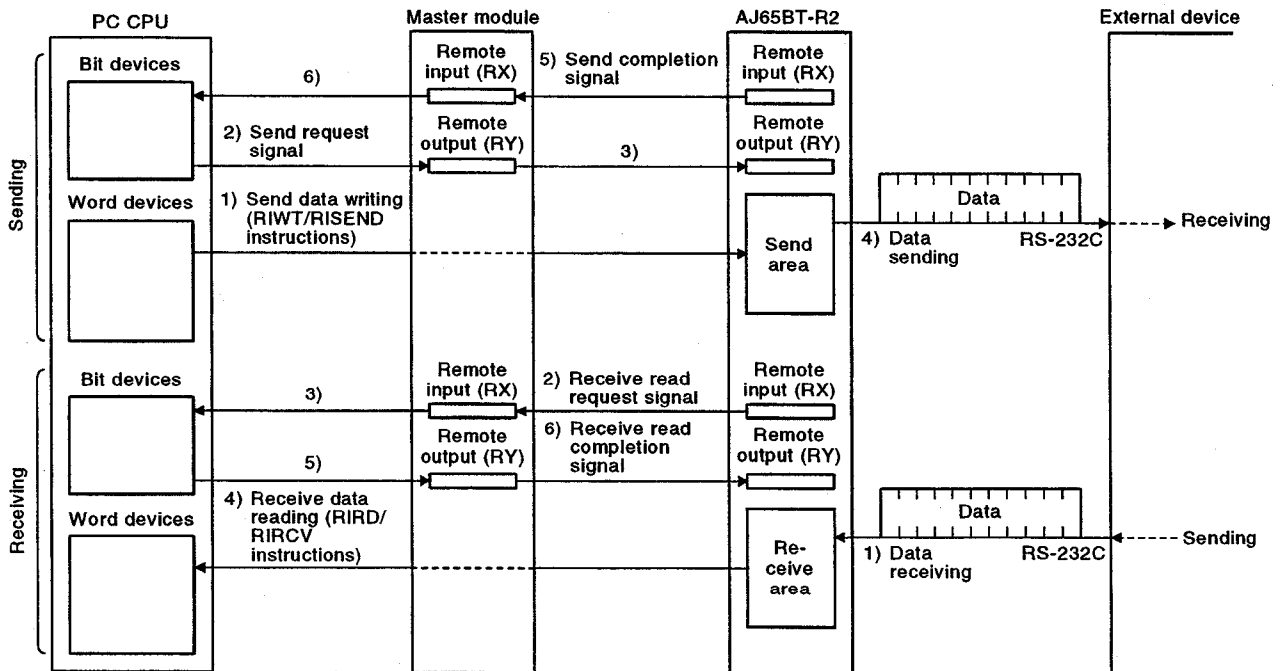 PC CPU
Master module
AJ65BT-R2
External device
Sending
Bit devices
6)
Remote
input (RX)
5) Send completion
signal
Remote
input (RX)
2) Send request
signal
Remote
output (RY)
3)
Remote
output (RY)
Word devices
1) Send data writing
(RIWT/RISEND
instructions)
Send
area
Data
4) Data
sending
RS-232C
Receiving
Receiving
Bit devices
3)
Remote
input (RX)
2) Receive read
request signal
Remote
input (RX)
5)
Remote
output (RY)
6) Receive read
completion
signal
Remote
output (RY)
Word devices
4) Receive data
reading (RIRD/
RIRCV
instructions)
Re-
ceive
area
Data
1) Data
receiving
RS-232C
Sending